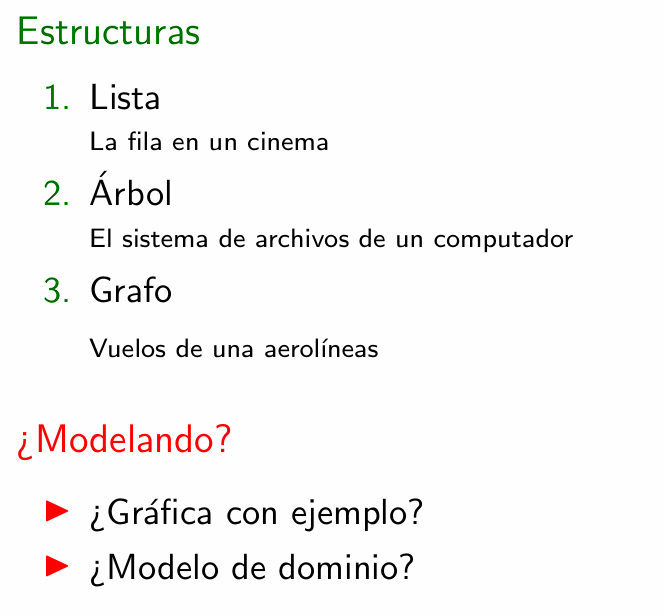 Estructuras
1. Lista
La fila en un cinema
2. Árbol
El sistema de archivos de un computador
3. Grafo
Vuelos de una aerolíneas
¿Modelando?
▶ ¿Gráfica con ejemplo?
▶ ¿Modelo de dominio?